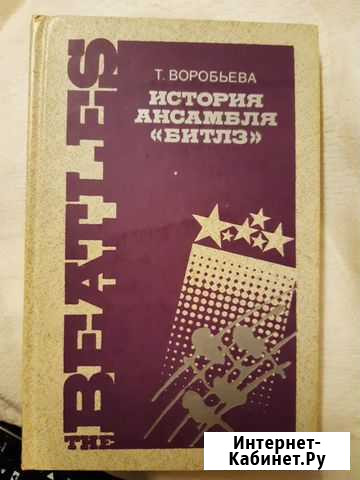 Т. ВОРОБЬЕВА
ИСТОРИЯ
АНСАМБЛЯ
«БИТЛЗ»
THE BEATLES
Интернет-
Кабинет.Ру